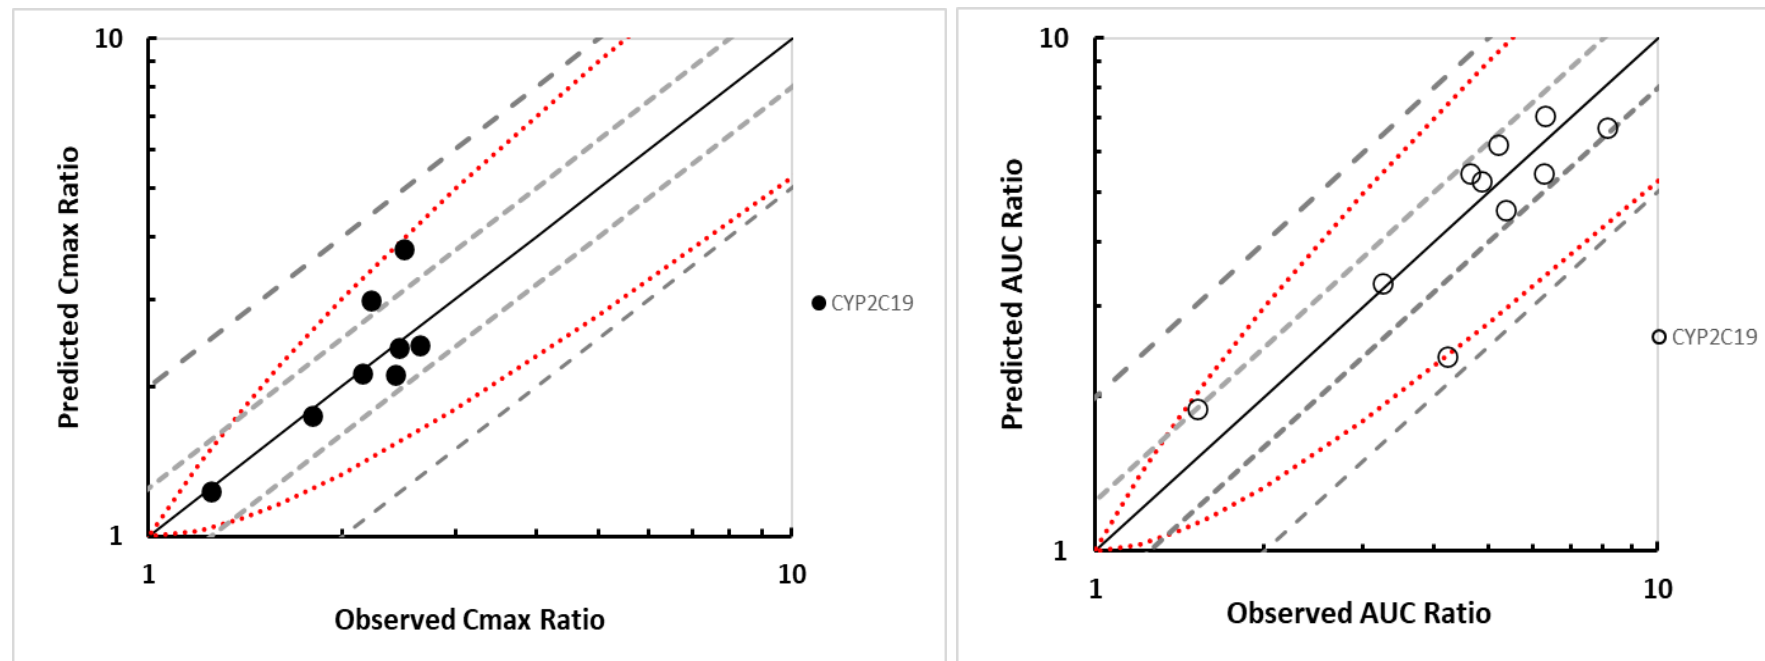 10
Predicted Cmax Ratio
1
1
10
Observed Cmax Ratio
CYP2C19
10
Predicted AUC Ratio
1
1
10
Observed AUC Ratio
CYP2C19